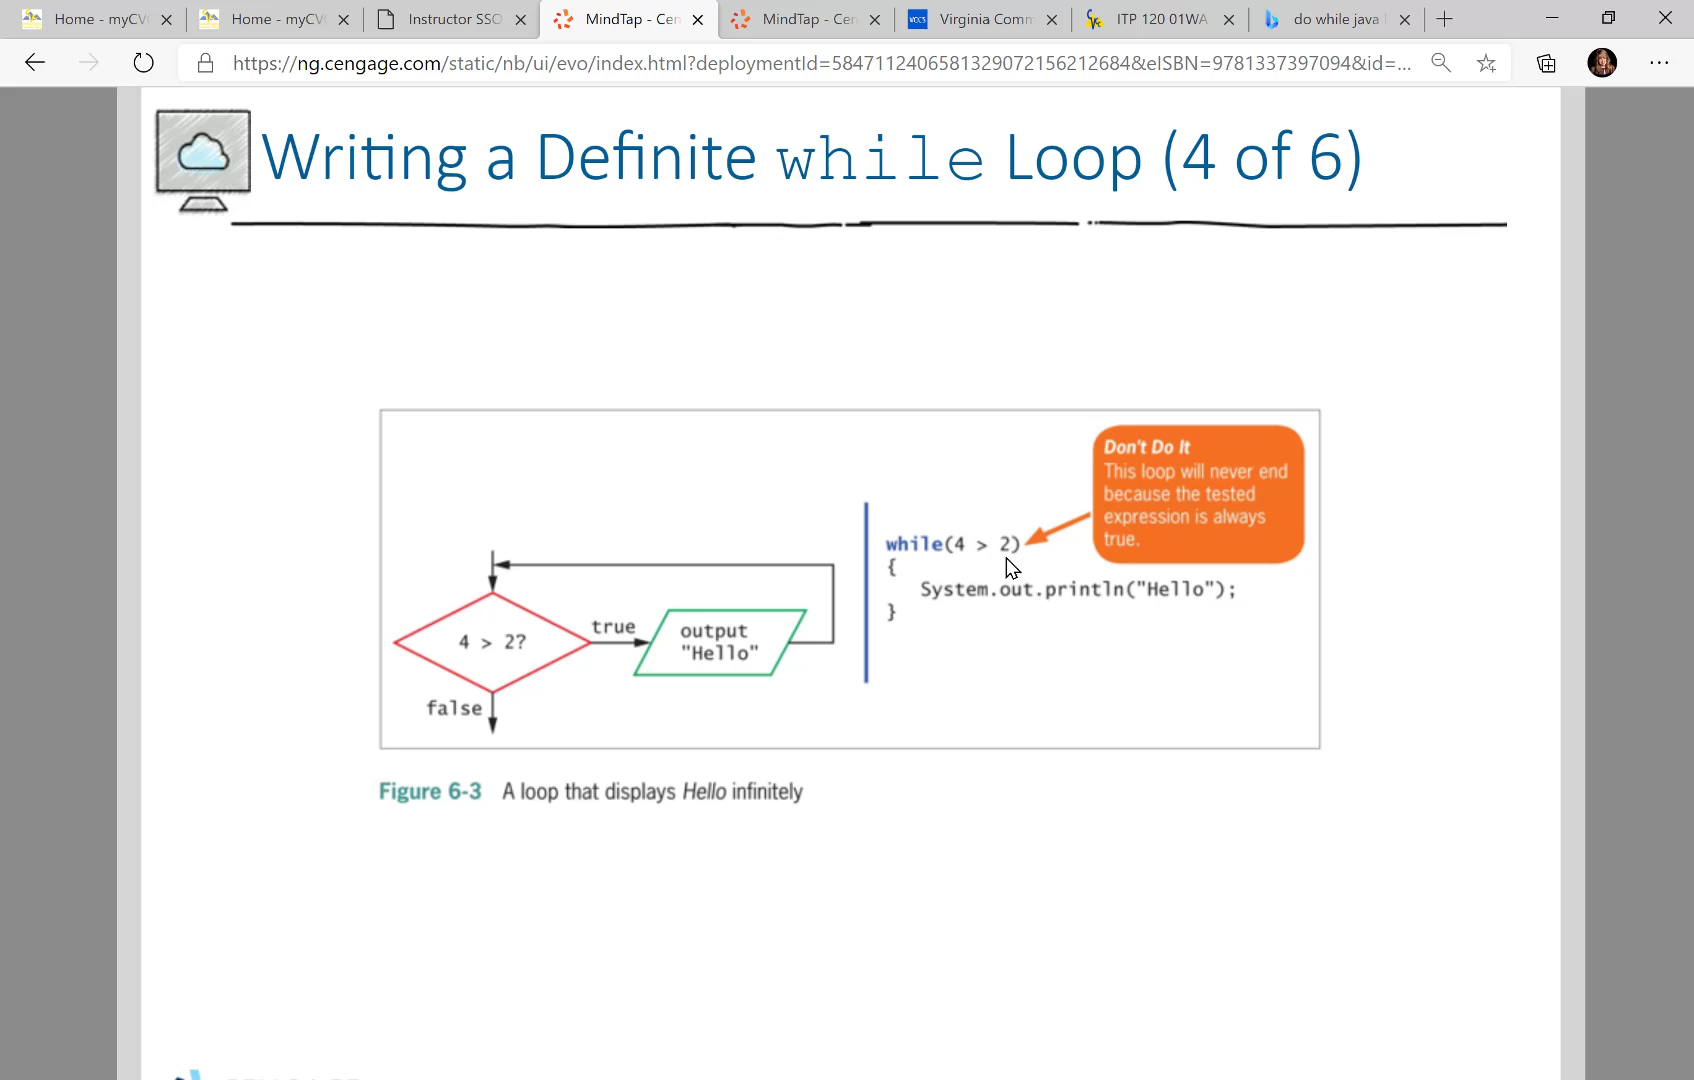 Home - myCV
Home - myCV
Instructor SSO
MindTap - Cen
MindTap - Cen
Virginia Comm
ITP 120 01WA
do while java
https://ng.cengage.com/static/nb/ui/evo/index.html?deploymentId=5847112406581329072156212684&eISBN=9781337397094&id=...
Writing a Definite while Loop (4 of 6)
Don't Do It
This loop will never end
because the tested
expression is always
true.
while(4 > 2)
{
System.out.println("Hello");
}
4 > 2?
true
output
"Hello"
false
Figure 6-3 A loop that displays Hello infinitely